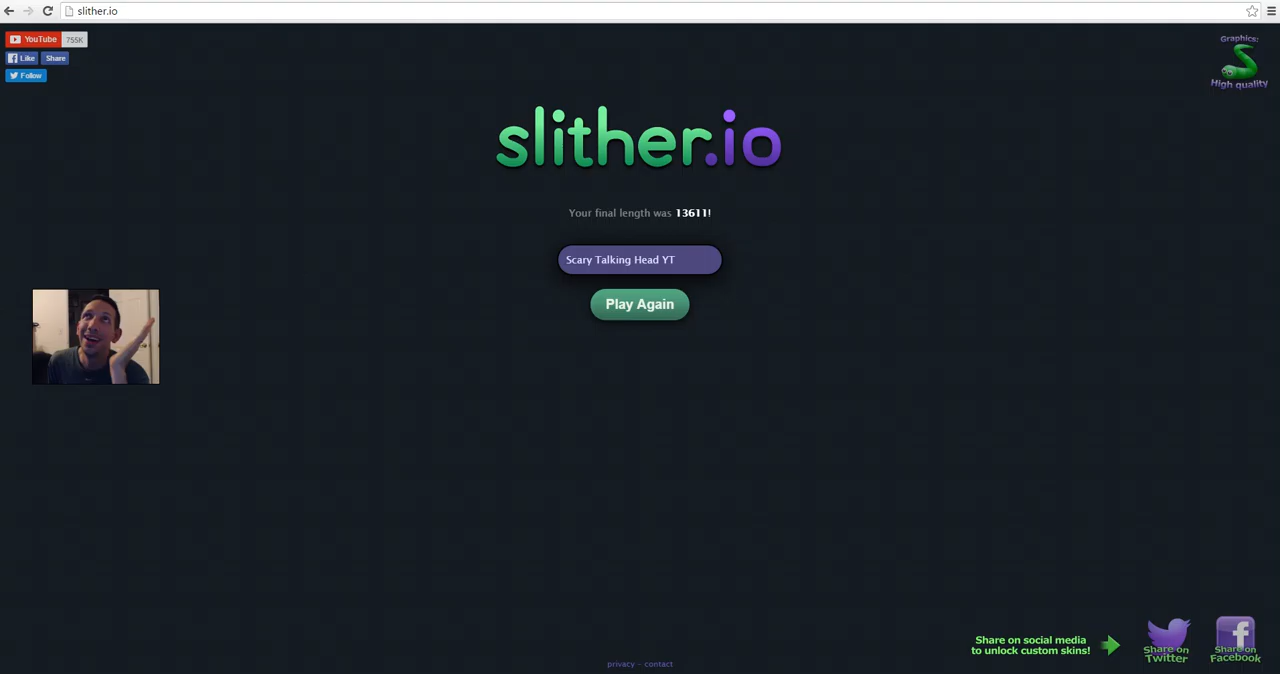 slither.io
YouTube 755K
Like Share
Follow
Graphics:
High quality
slither.io
Your final length was 13611!
Scary Talking Head YT
Play Again
Share on social media
to unlock custom skins!
Share on
Twitter
Share on
Facebook
privacy - contact